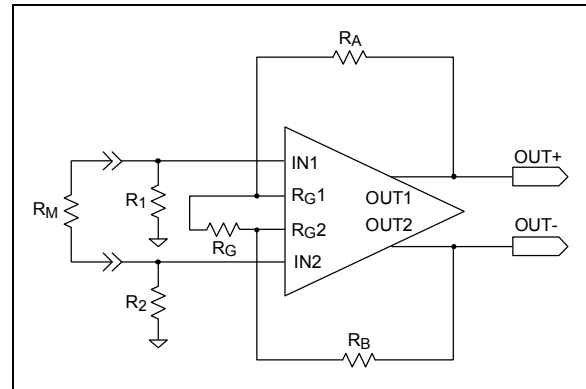 RA
IN1
OUT+
RG1
OUT1
R1
RM
RG2
OUT2
OUT-
RG
IN2
R2
RB